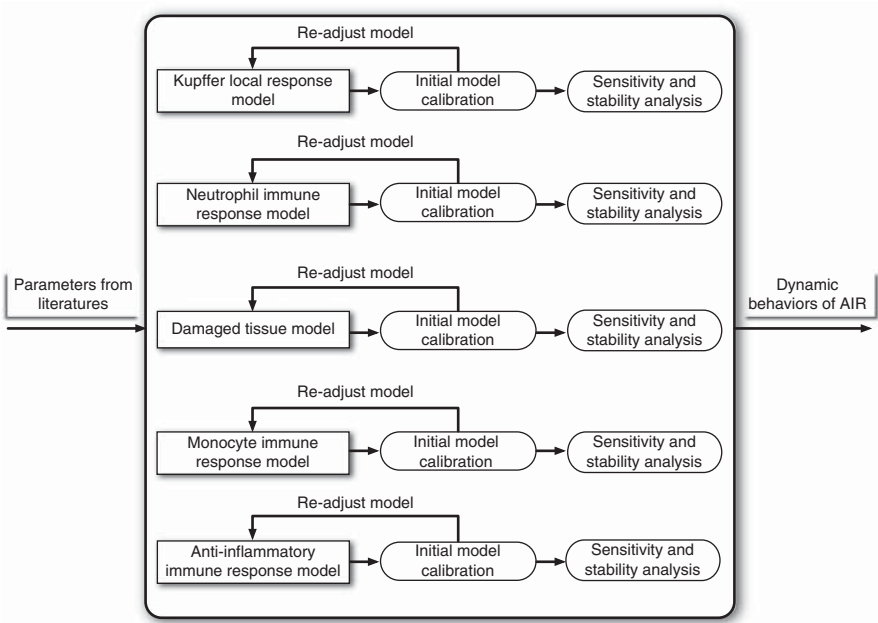 Re-adjust model
Kupffer local response
model
Initial model
calibration
Sensitivity and
stability analysis
Re-adjust model
Neutrophil immune
response model
Initial model
calibration
Sensitivity and
stability analysis
Parameters from
literatures
Re-adjust model
Damaged tissue model
Initial model
calibration
Sensitivity and
stability analysis
Dynamic
behaviors of AIR
Re-adjust model
Monocyte immune
response model
Initial model
calibration
Sensitivity and
stability analysis
Re-adjust model
Anti-inflammatory
immune response model
Initial model
calibration
Sensitivity and
stability analysis